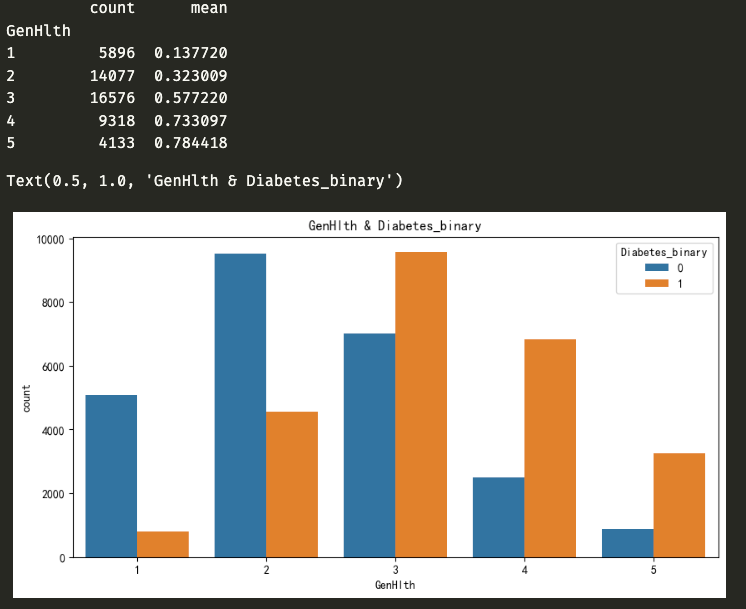 count mean
GenHlth
1 5896 0.137720
2 14077 0.323009
3 16576 0.577220
4 9318 0.733097
5 4133 0.784418
Text(0.5, 1.0, 'GenHlth & Diabetes_binary')
GenHlth & Diabetes_binary
Diabetes_binary
0
1
10000
8000
6000
4000
2000
0
count
1 2 3 4 5
GenHlth